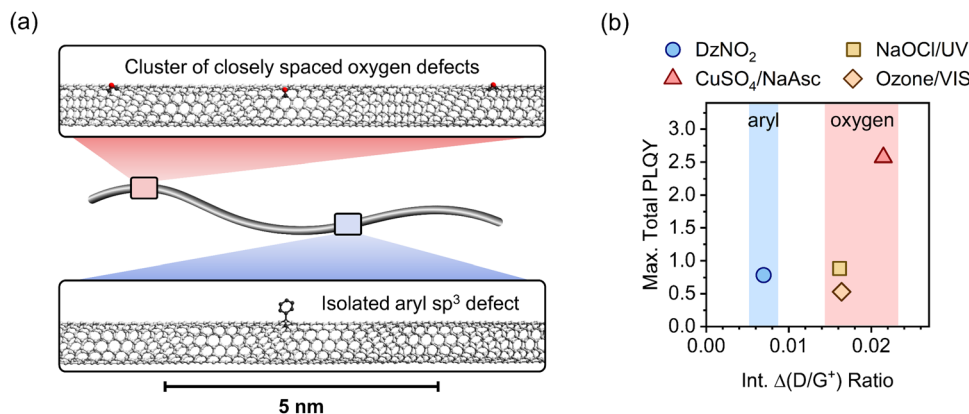 (a)
Cluster of closely spaced oxygen defects
Isolated aryl sp³ defect
5 nm
(b)
DzNO₂
NaOCl/UV
CuSO₄/NaAsc
Ozone/VIS
aryl
oxygen
Max. Total PLQY
3.0
2.5
2.0
1.5
1.0
0.5
0.0
0.00
0.01
0.02
Int. Δ(D/G⁺) Ratio